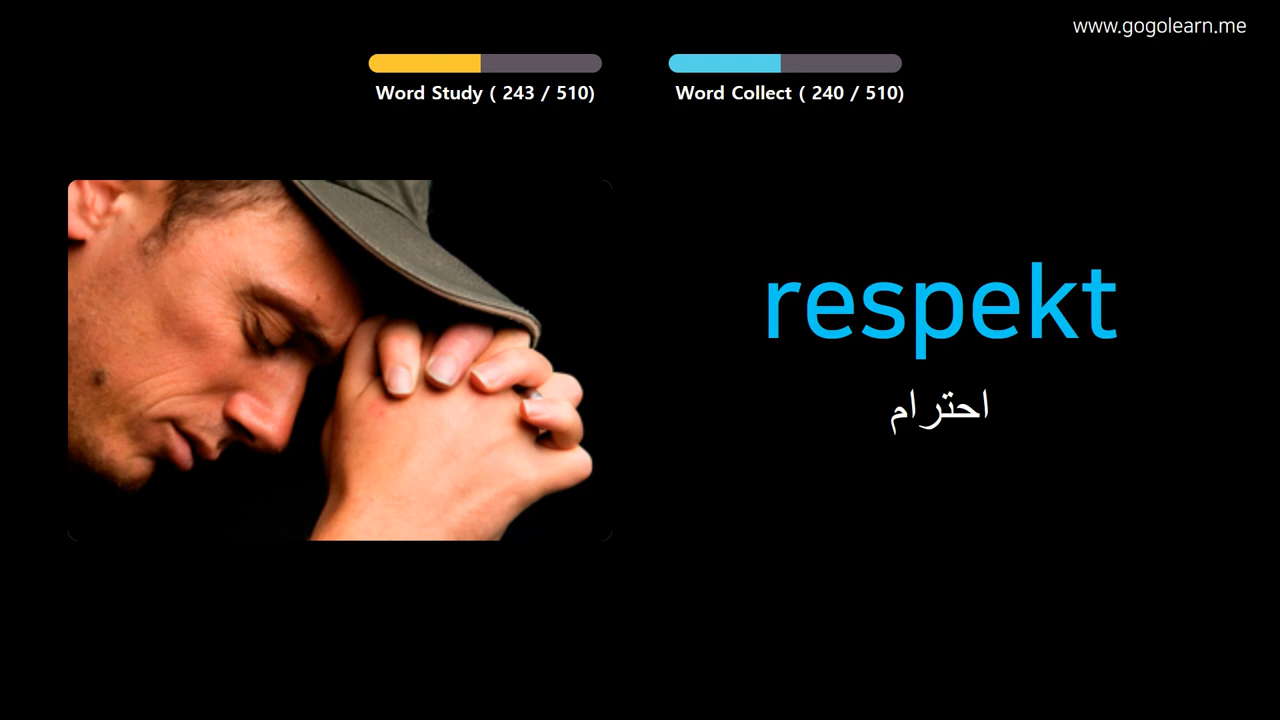 www.gogolearn.me
Word Study ( 243 / 510)
Word Collect ( 240 / 510)
respekt
احترام